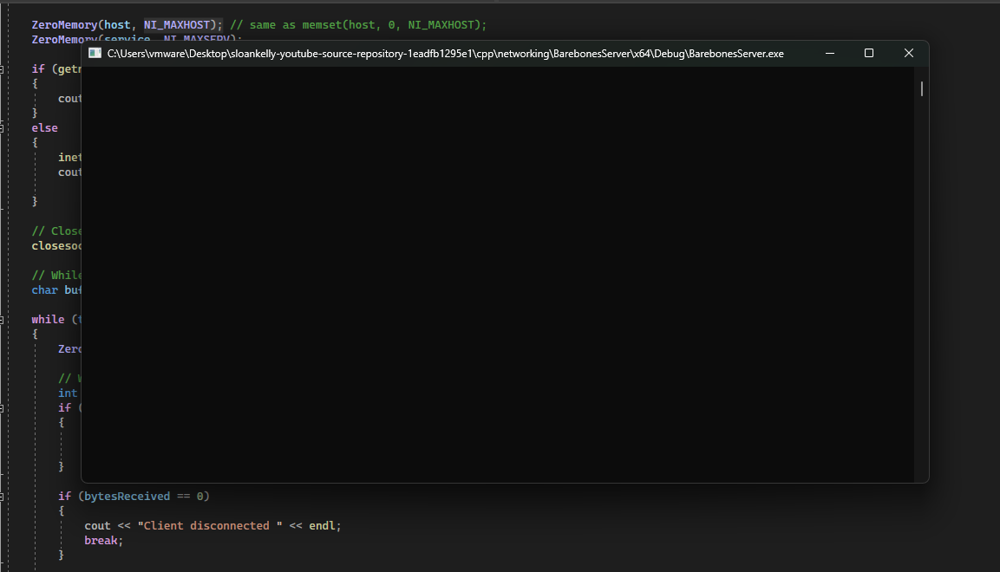 ZeroMemory(host, NI_MAXHOST); // same as memset(host, 0, NI_MAXHOST);
ZeroMemory(service, NI_MAXSERV);
C:\Users\vmware\Desktop\sloankelly-youtube-source-repository-1eadfb1295e1\cpp\networking\BarebonesServer\x64\Debug\BarebonesServer.exe
if (getn
{
cout
}
else
{
inet
cout
}
// Close
closesoc
// While
char buf
while (t
{
Zero
// W
int
if (
{
}
if (bytesReceived == 0)
{
cout << "Client disconnected " << endl;
break;
}